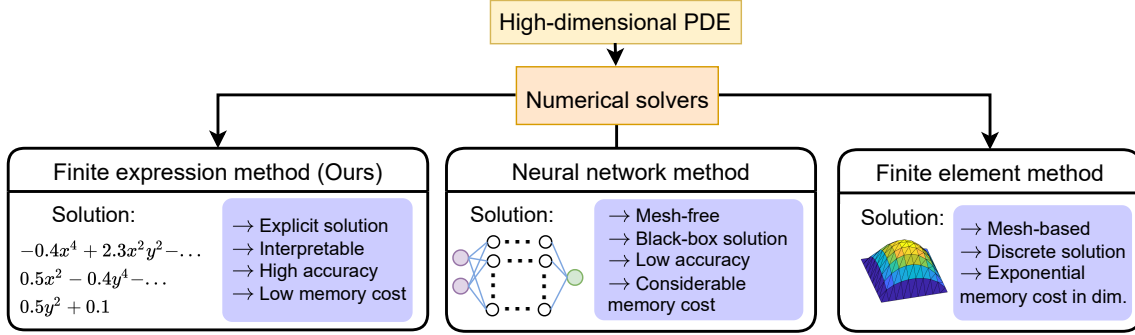 High-dimensional PDE
Numerical solvers
Finite expression method (Ours)
Solution:
−0.4x⁴ + 2.3x²y² −...
0.5x² − 0.4y⁴ −...
0.5y² + 0.1
→ Explicit solution
→ Interpretable
→ High accuracy
→ Low memory cost
Neural network method
Solution:
→ Mesh-free
→ Black-box solution
→ Low accuracy
→ Considerable
memory cost
Finite element method
Solution:
→ Mesh-based
→ Discrete solution
→ Exponential
memory cost in dim.